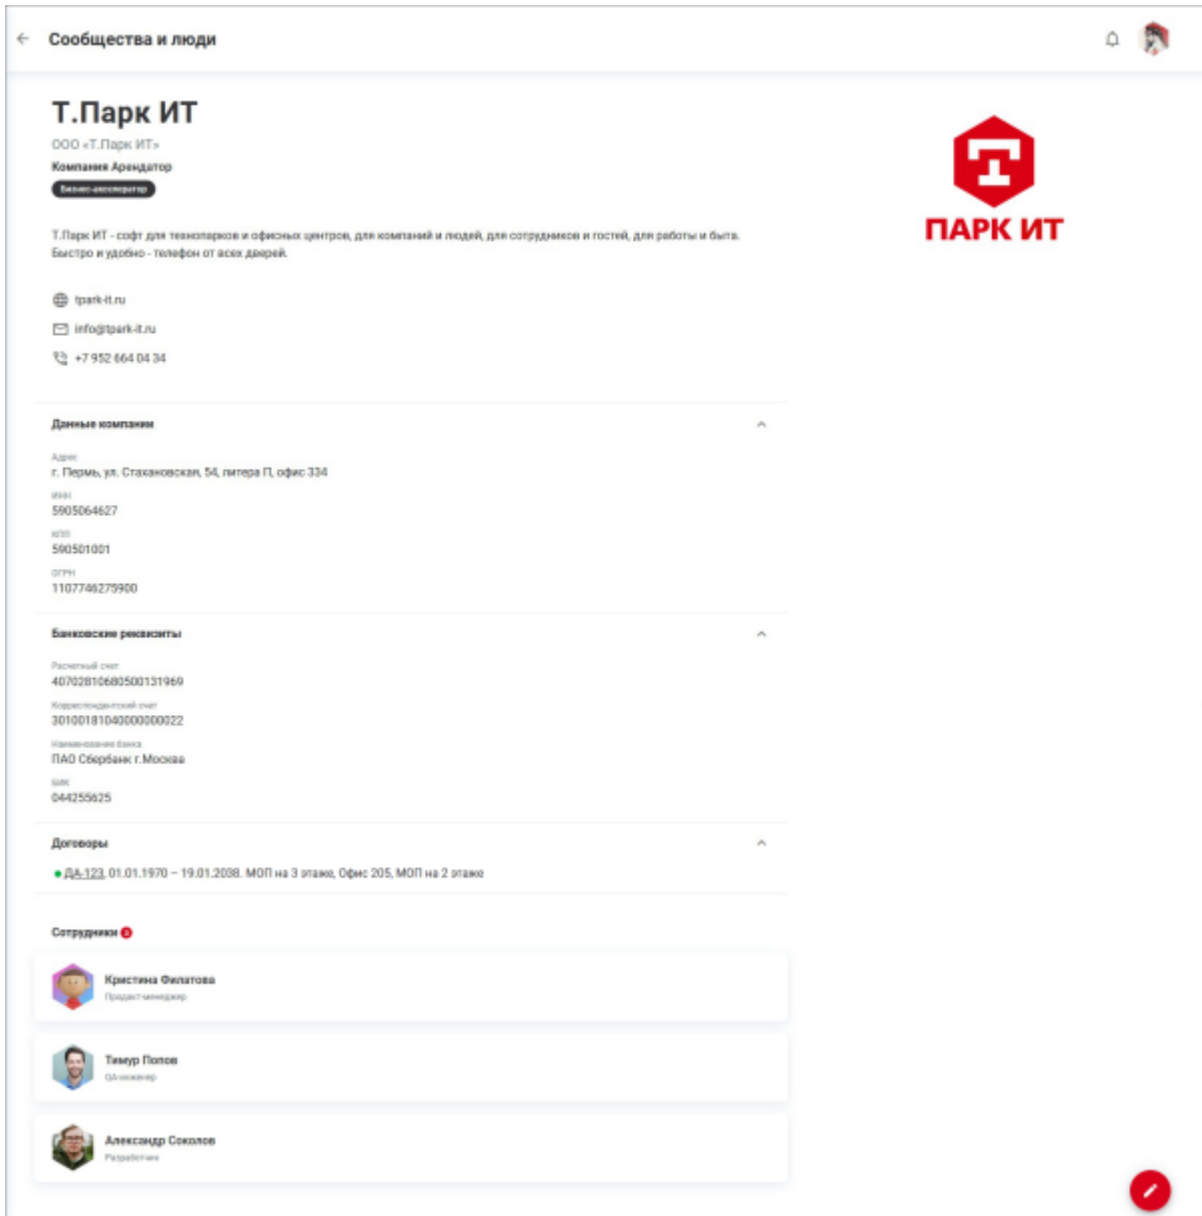 Сообщества и люди
Т.Парк ИТ
ООО «Т.Парк ИТ»
Компания Арендатор
Бизнес-акселератор
Т.Парк ИТ - софт для технопарков и офисных центров, для компаний и людей, для сотрудников и гостей, для работы и быта.
Быстро и удобно - телефон от всех дверей.
tpark-it.ru
info@tpark-it.ru
+7 952 664 04 34
ПАРК ИТ
Данные компании
Адрес
г. Пермь, ул. Стахановская, 54, литера П, офис 334
ИНН
5905064627
КПП
590501001
ОГРН
1107746275900
Банковские реквизиты
Расчетный счет
40702810680500131969
Корреспондентский счет
30100181040000000022
Наименование банка
ПАО Сбербанк г.Москва
БИК
044255625
Договоры
ДА-123, 01.01.1970 – 19.01.2038. МОП на 3 этаже, Офис 205, МОП на 2 этаже
Сотрудники 3
Кристина Филатова
Продакт-менеджер
Тимур Попов
QA-инженер
Александр Соколов
Разработчик